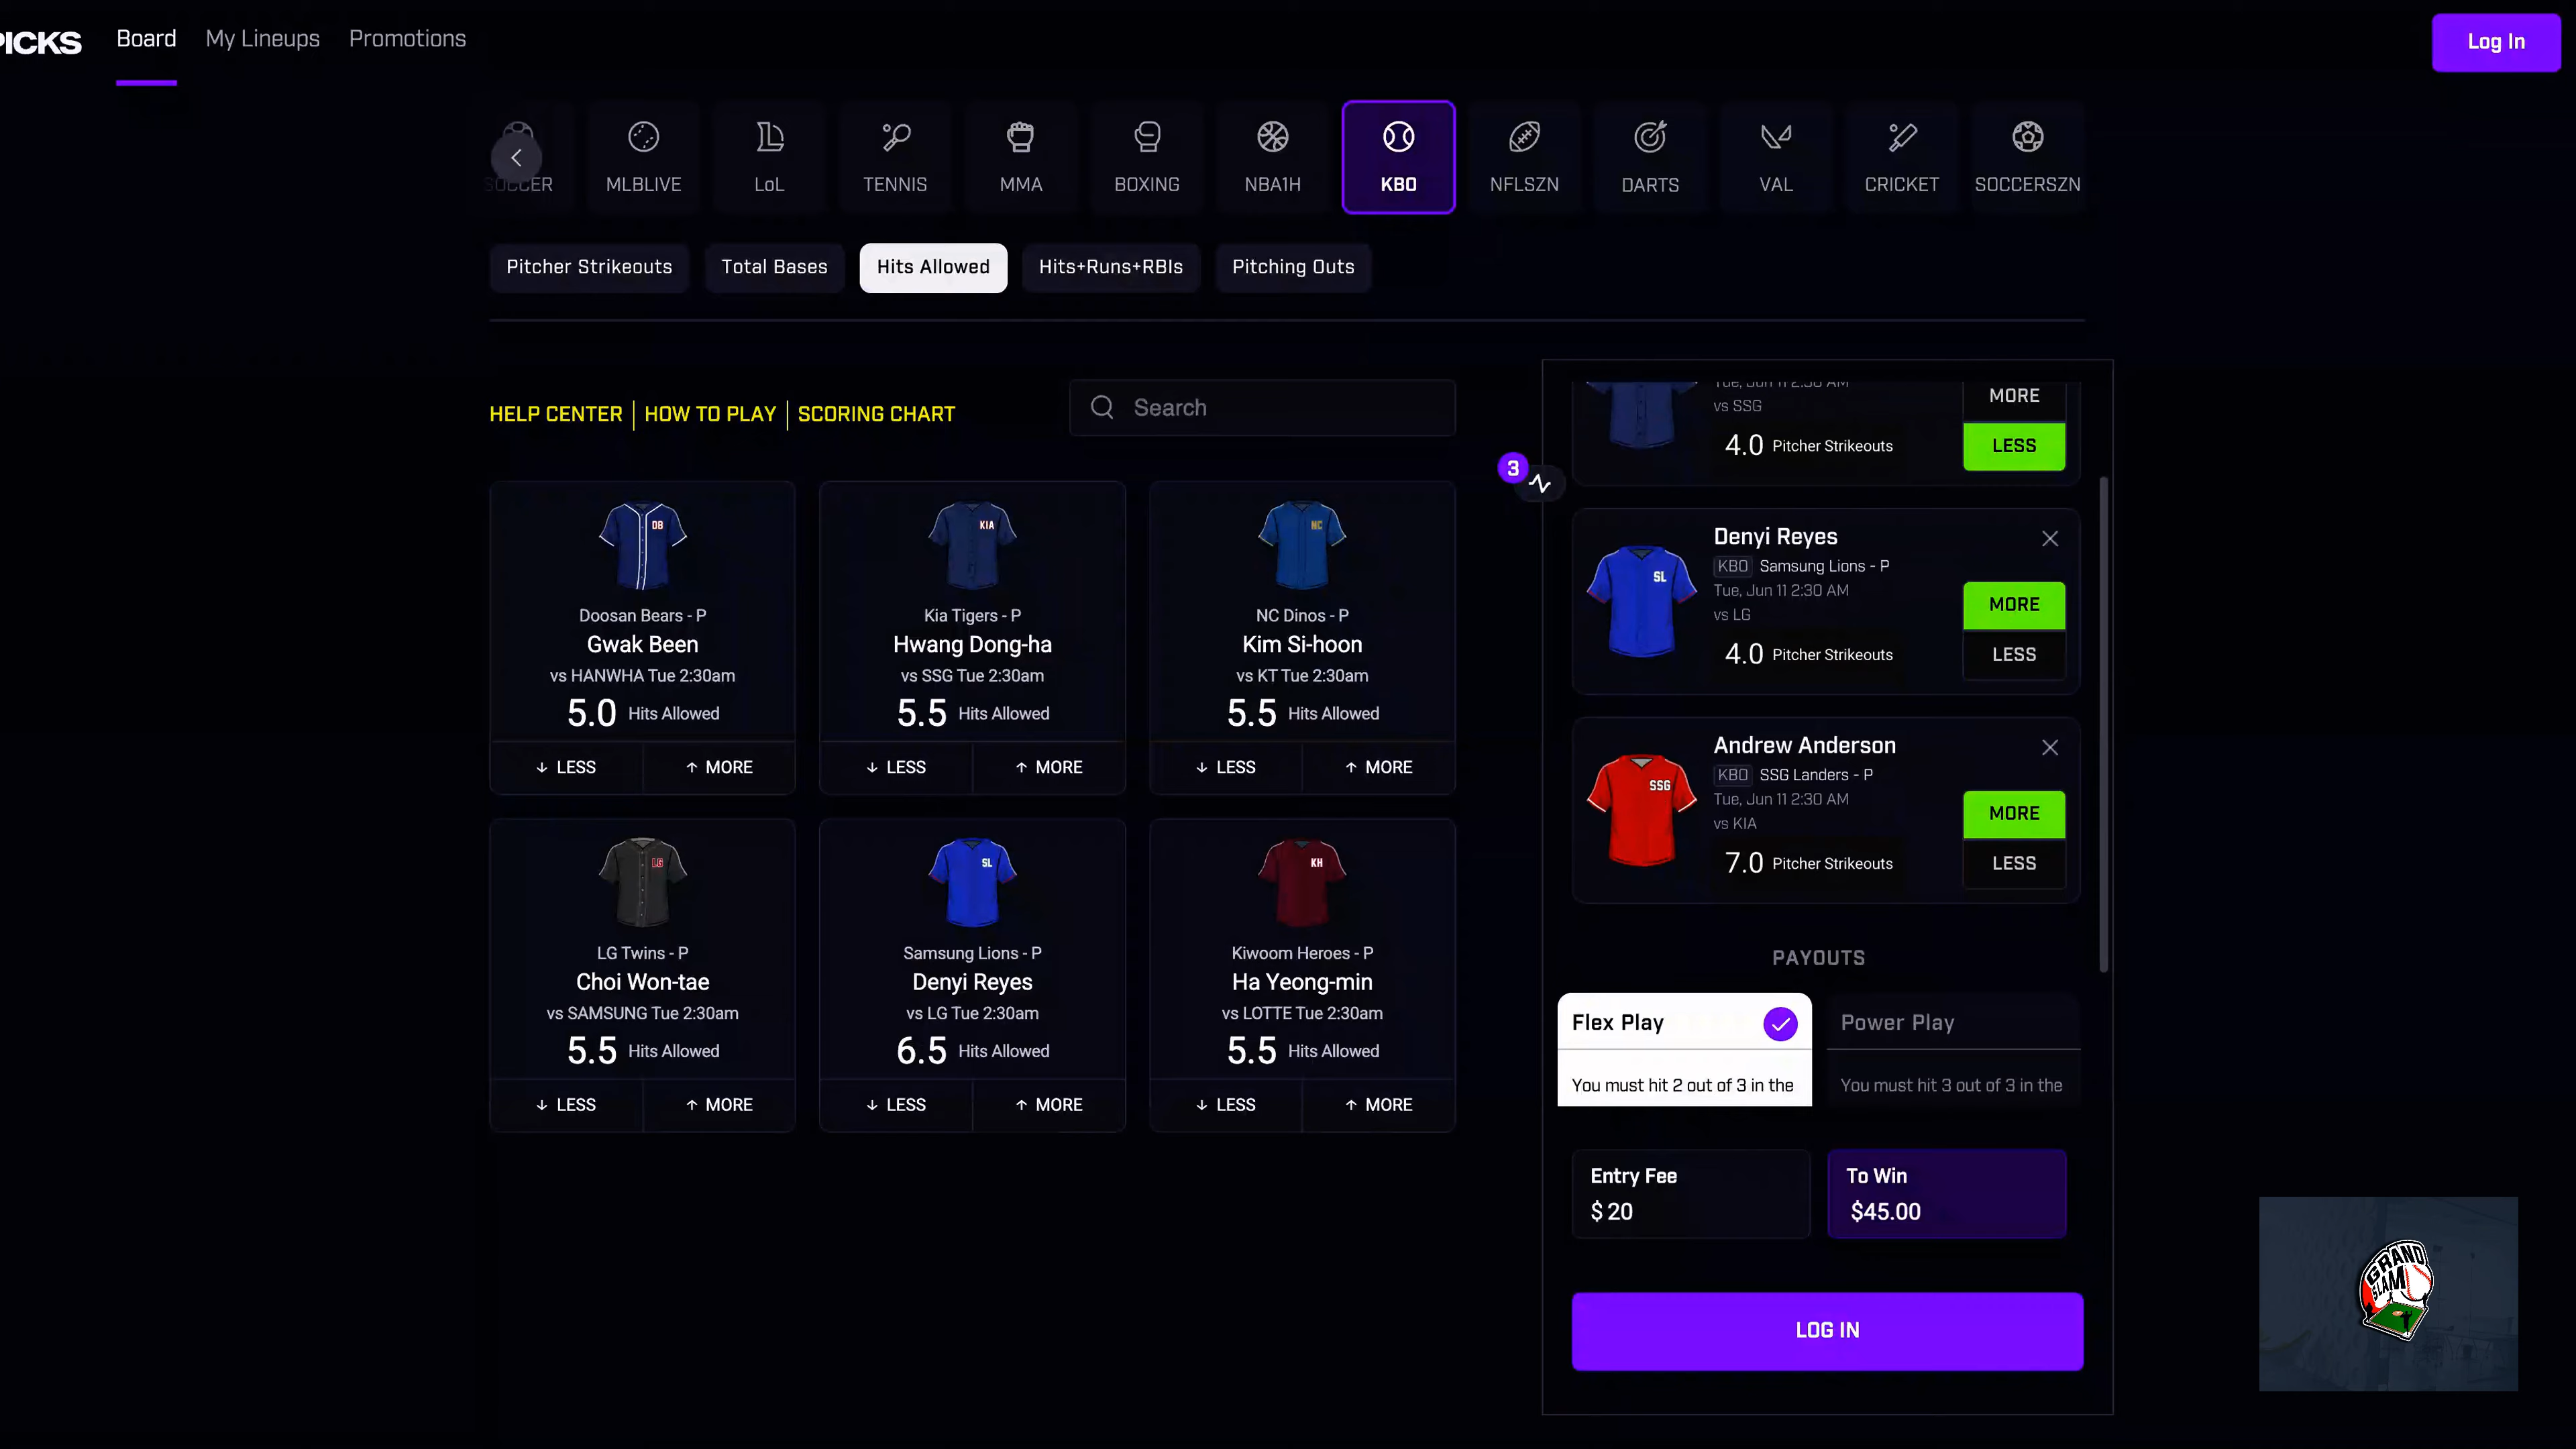 PICKS
Board
My Lineups
Promotions
Log In
SOCCER
MLBLIVE
LoL
TENNIS
MMA
BOXING
NBA1H
KBO
NFLSZN
DARTS
VAL
CRICKET
SOCCERSZN
Pitcher Strikeouts
Total Bases
Hits Allowed
Hits+Runs+RBIs
Pitching Outs
HELP CENTER
HOW TO PLAY
SCORING CHART
Search
DB
Doosan Bears - P
Gwak Been
vs HANWHA Tue 2:30am
5.0 Hits Allowed
LESS
MORE
KIA
Kia Tigers - P
Hwang Dong-ha
vs SSG Tue 2:30am
5.5 Hits Allowed
LESS
MORE
NC
NC Dinos - P
Kim Si-hoon
vs KT Tue 2:30am
5.5 Hits Allowed
LESS
MORE
LG
LG Twins - P
Choi Won-tae
vs SAMSUNG Tue 2:30am
5.5 Hits Allowed
LESS
MORE
SL
Samsung Lions - P
Denyi Reyes
vs LG Tue 2:30am
6.5 Hits Allowed
LESS
MORE
KH
Kiwoom Heroes - P
Ha Yeong-min
vs LOTTE Tue 2:30am
5.5 Hits Allowed
LESS
MORE
3
Tue, Jun 11 2:30 AM
vs SSG
4.0 Pitcher Strikeouts
MORE
LESS
SL
Denyi Reyes
KBO Samsung Lions - P
Tue, Jun 11 2:30 AM
vs LG
4.0 Pitcher Strikeouts
MORE
LESS
SSG
Andrew Anderson
KBO SSG Landers - P
Tue, Jun 11 2:30 AM
vs KIA
7.0 Pitcher Strikeouts
MORE
LESS
PAYOUTS
Flex Play
You must hit 2 out of 3 in the
Power Play
You must hit 3 out of 3 in the
Entry Fee
$ 20
To Win
$45.00
LOG IN
GRAND
SLAM